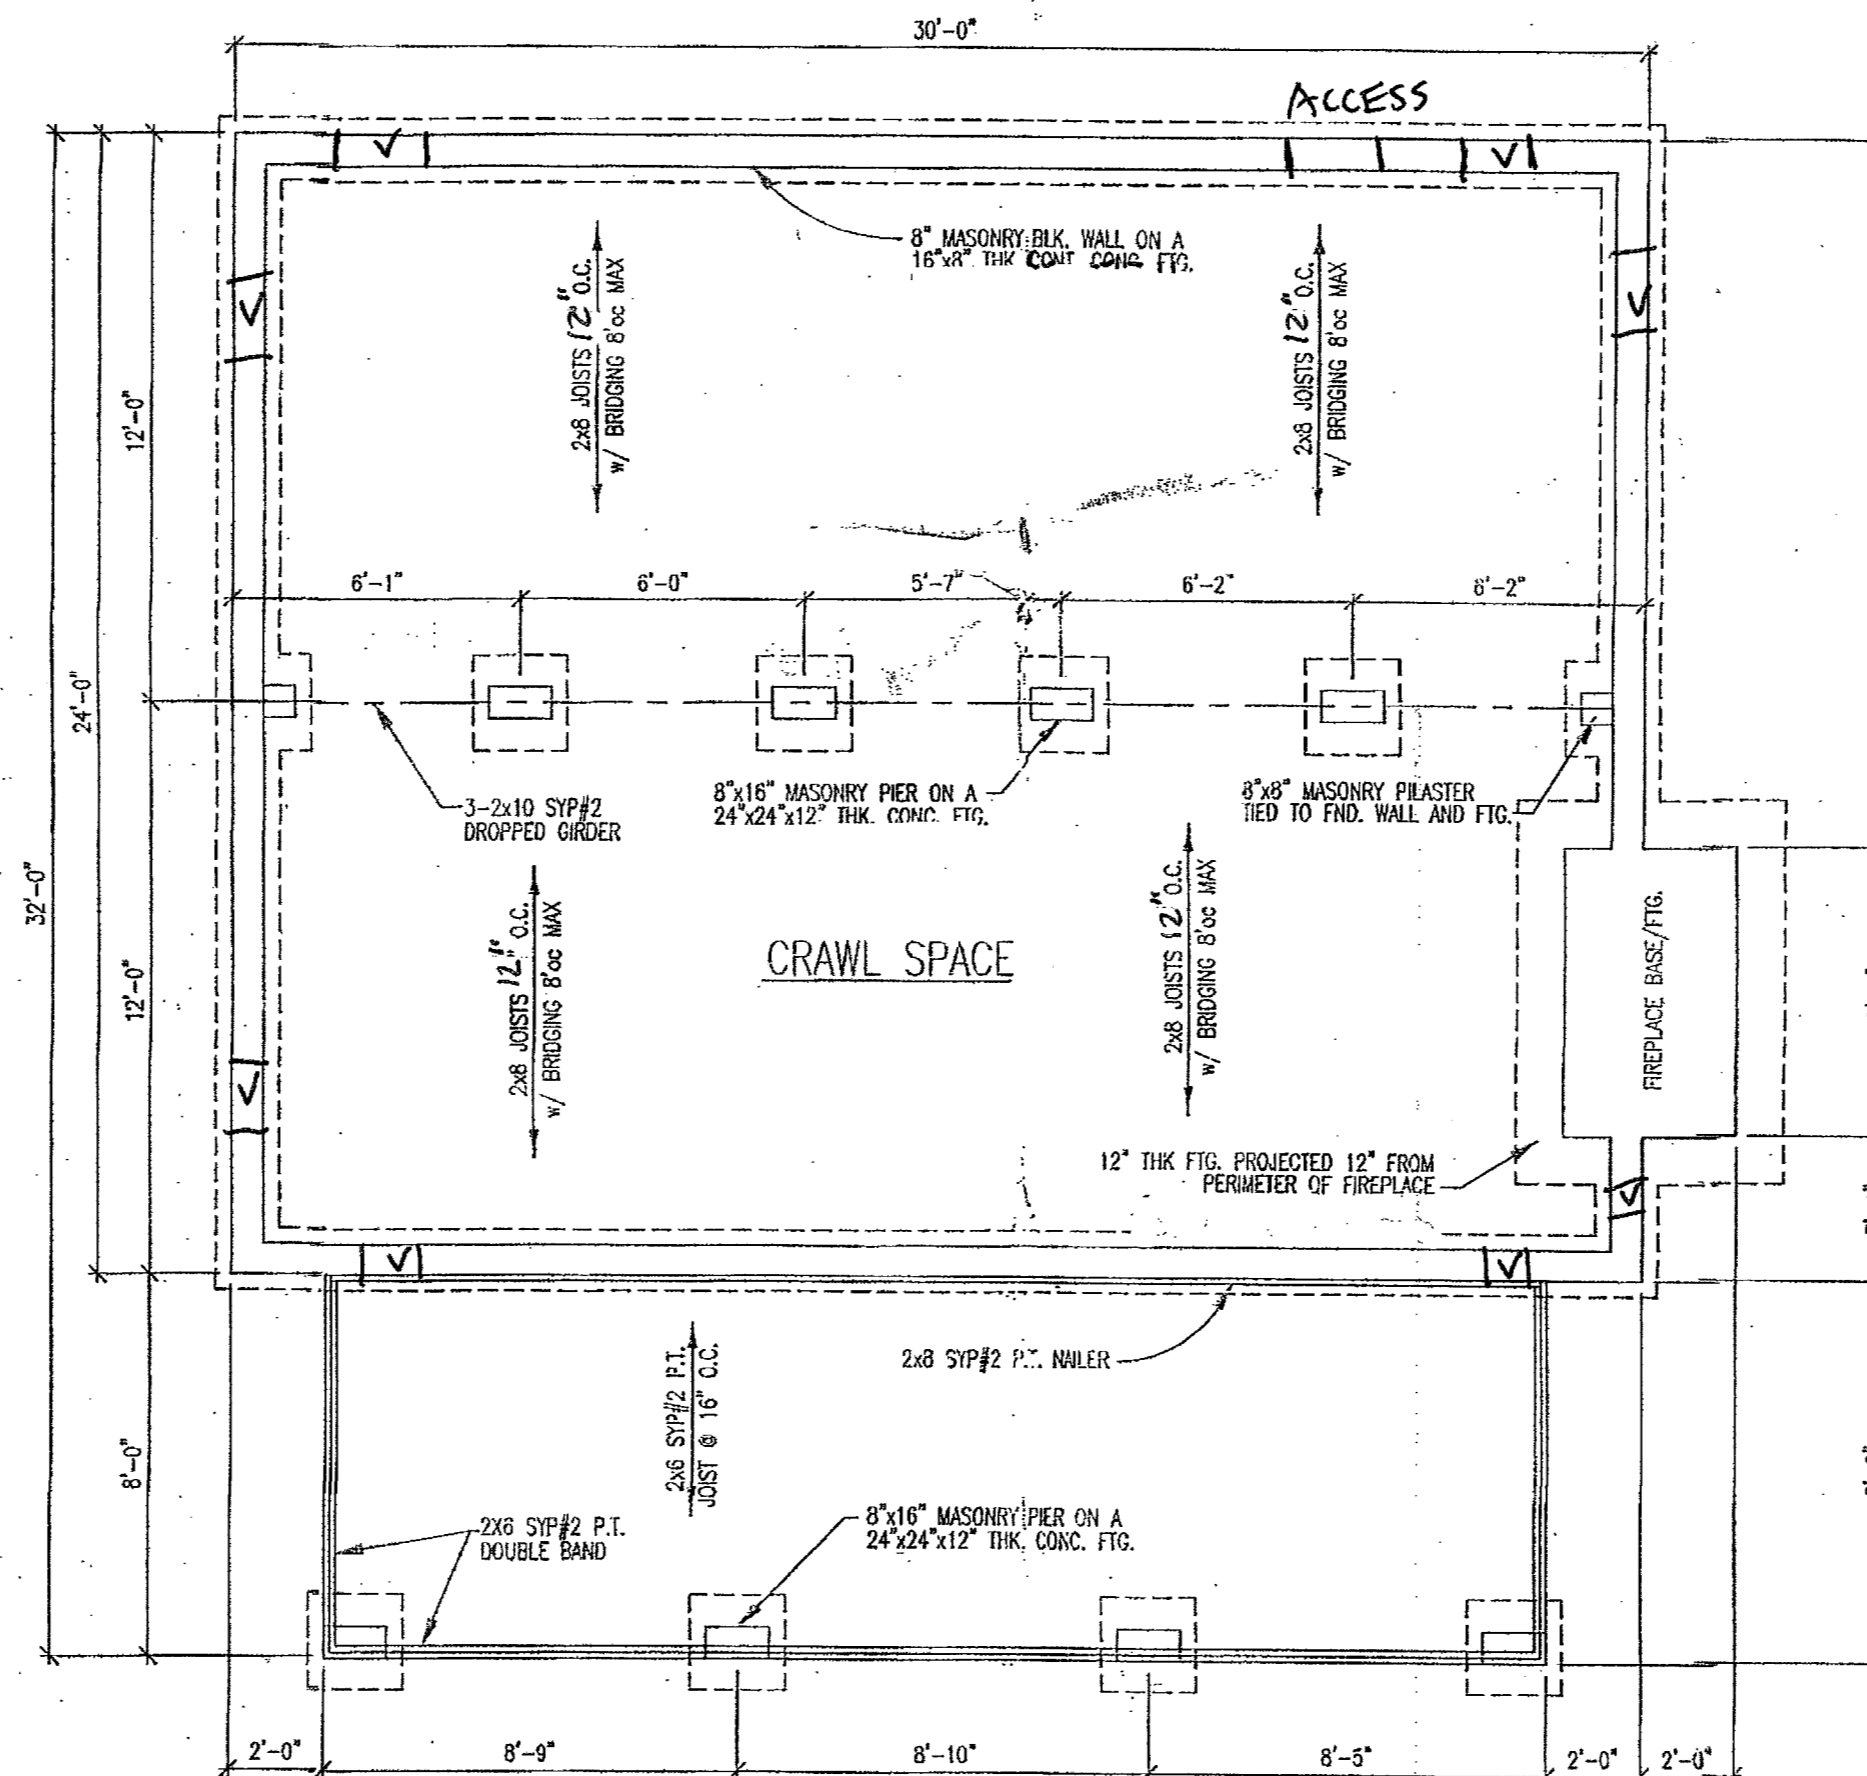 30'-0"
ACCESS
V
V
8" MASONRY BLK. WALL ON A
16"x8" THK CONT CONC FTG.
2x8 JOISTS 12" O.C.
w/ BRIDGING 8'oc MAX
2x8 JOISTS 12" O.C.
w/ BRIDGING 8'oc MAX
V
V
12'-0"
6'-1"
6'-0"
5'-7"
6'-2"
6'-2"
24'-0"
32'-0"
3-2x10 SYP#2
DROPPED GIRDER
8"x16" MASONRY PIER ON A
24"x24"x12" THK. CONC. FTG.
8"x8" MASONRY PILASTER
TIED TO FND. WALL AND FTG.
12'-0"
2x8 JOISTS 12" O.C.
w/ BRIDGING 8'oc MAX
CRAWL SPACE
2x8 JOISTS 12" O.C.
w/ BRIDGING 8'oc MAX
FIREPLACE BASE/FTG.
V
12" THK FTG. PROJECTED 12" FROM
PERIMETER OF FIREPLACE
V
V
V
2x8 SYP#2 P.T. NAILER
2x6 SYP#2 P.T.
JOIST @ 16" O.C.
8'-0"
2X6 SYP#2 P.T.
DOUBLE BAND
8"x16" MASONRY PIER ON A
24"x24"x12" THK. CONC. FTG.
2'-0"
8'-9"
8'-10"
8'-5"
2'-0"
2'-0"